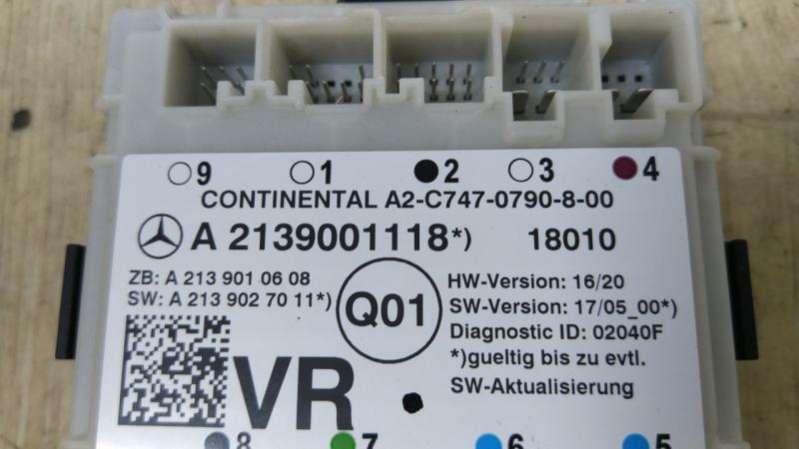 9 1 2 3 4
CONTINENTAL A2-C747-0790-8-00
A 2139001118*) 18010
ZB: A 213 901 06 08
SW: A 213 902 70 11*)
Q01
HW-Version: 16/20
SW-Version: 17/05_00*)
Diagnostic ID: 02040F
*)gueltig bis zu evtl.
SW-Aktualisierung
VR
8 7 6 5